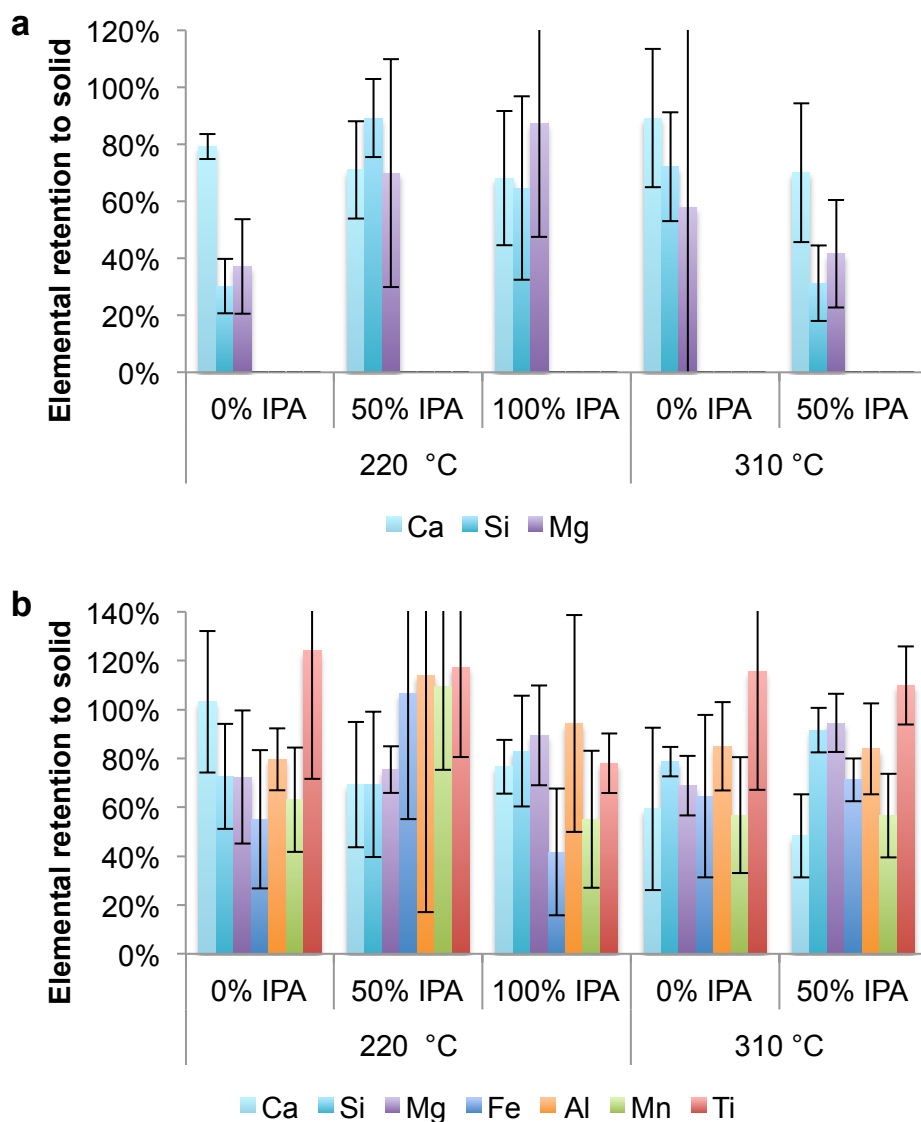 a
Elemental retention to solid
120%
100%
80%
60%
40%
20%
0%
0% IPA 50% IPA 100% IPA 0% IPA 50% IPA
220 °C 310 °C
Ca Si Mg
b
Elemental retention to solid
140%
120%
100%
80%
60%
40%
20%
0%
0% IPA 50% IPA 100% IPA 0% IPA 50% IPA
220 °C 310 °C
Ca Si Mg Fe Al Mn Ti